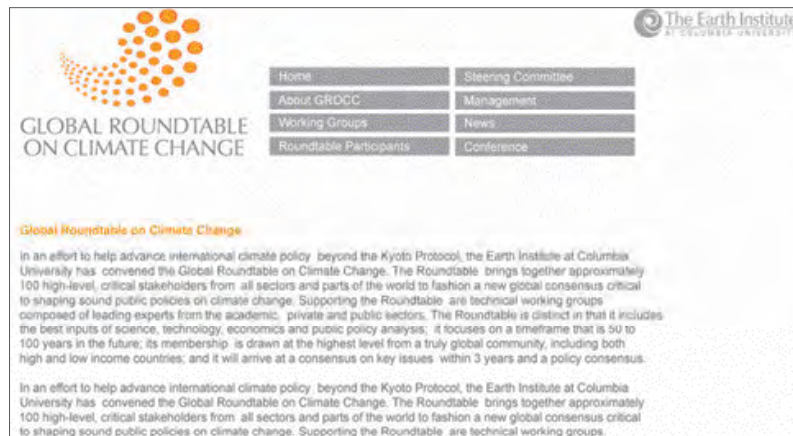 The Earth Institute
AT COLUMBIA UNIVERSITY
Home
Steering Committee
About GROCC
Management
Working Groups
News
Roundtable Participants
Conference
GLOBAL ROUNDTABLE
ON CLIMATE CHANGE
Global Roundtable on Climate Change
In an effort to help advance international climate policy beyond the Kyoto Protocol, the Earth Institute at Columbia
University has convened the Global Roundtable on Climate Change. The Roundtable brings together approximately
100 high-level, critical stakeholders from all sectors and parts of the world to fashion a new global consensus critical
to shaping sound public policies on climate change. Supporting the Roundtable are technical working groups
composed of leading experts from the academic, private and public sectors. The Roundtable is distinct in that it includes
the best inputs of science, technology, economics and public policy analysis; it focuses on a timeframe that is 50 to
100 years in the future; its membership is drawn at the highest level from a truly global community, including both
high and low income countries; and it will arrive at a consensus on key issues within 3 years and a policy consensus.
In an effort to help advance international climate policy beyond the Kyoto Protocol, the Earth Institute at Columbia
University has convened the Global Roundtable on Climate Change. The Roundtable brings together approximately
100 high-level, critical stakeholders from all sectors and parts of the world to fashion a new global consensus critical
to shaping sound public policies on climate change. Supporting the Roundtable are technical working groups